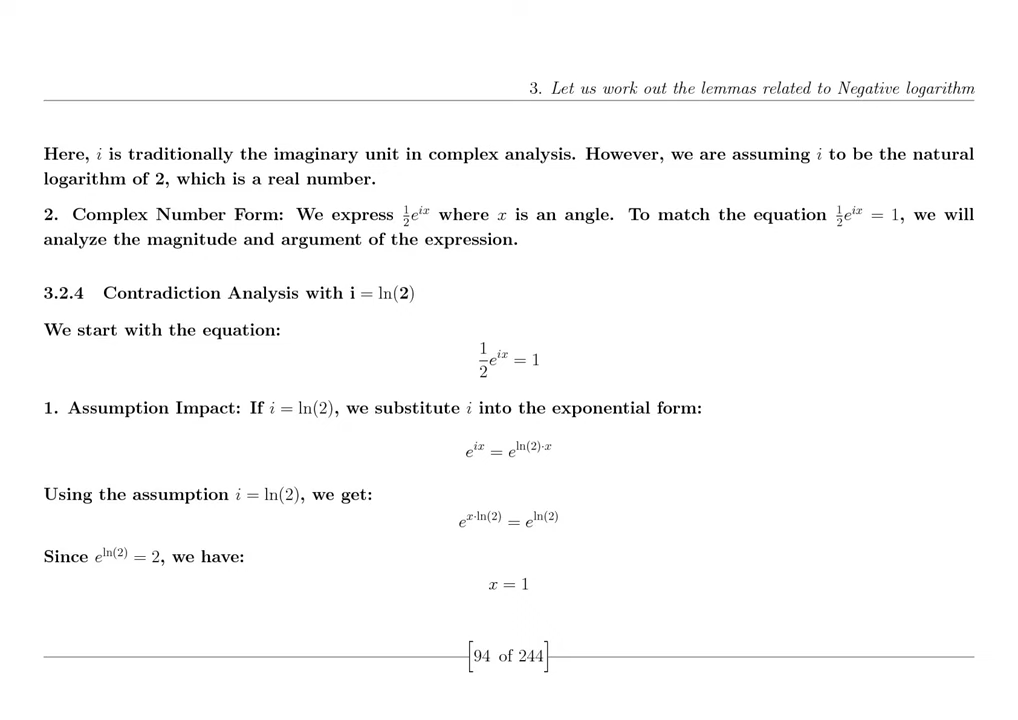 3. Let us work out the lemmas related to Negative logarithm
Here, i is traditionally the imaginary unit in complex analysis. However, we are assuming i to be the natural
logarithm of 2, which is a real number.
2. Complex Number Form: We express \frac{1}{2}e^{ix} where x is an angle. To match the equation \frac{1}{2}e^{ix} = 1, we will
analyze the magnitude and argument of the expression.
3.2.4 Contradiction Analysis with i = ln(2)
We start with the equation:
\frac{1}{2}e^{ix} = 1
1. Assumption Impact: If i = ln(2), we substitute i into the exponential form:
e^{ix} = e^{ln(2)·x}
Using the assumption i = ln(2), we get:
e^{x·ln(2)} = e^{ln(2)}
Since e^{ln(2)} = 2, we have:
x = 1
[94 of 244]